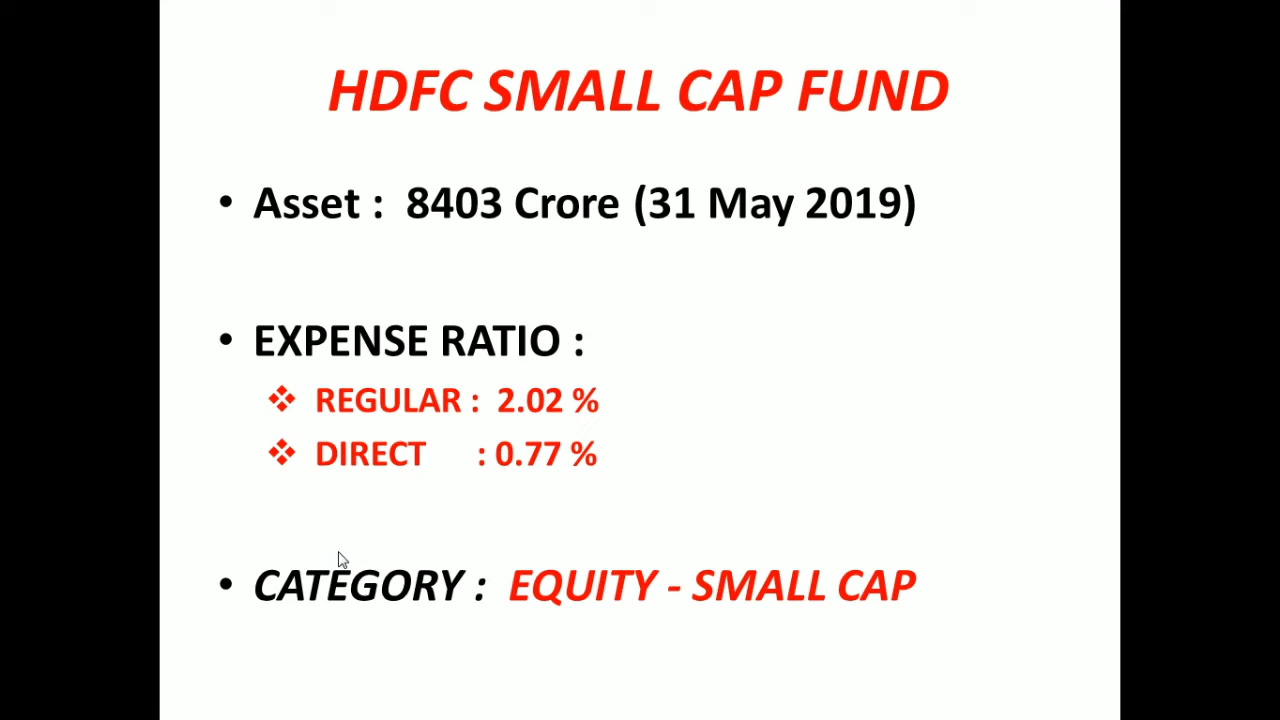 HDFC SMALL CAP FUND
• Asset : 8403 Crore (31 May 2019)
• EXPENSE RATIO :
❖ REGULAR : 2.02 %
❖ DIRECT : 0.77 %
• CATEGORY : EQUITY - SMALL CAP